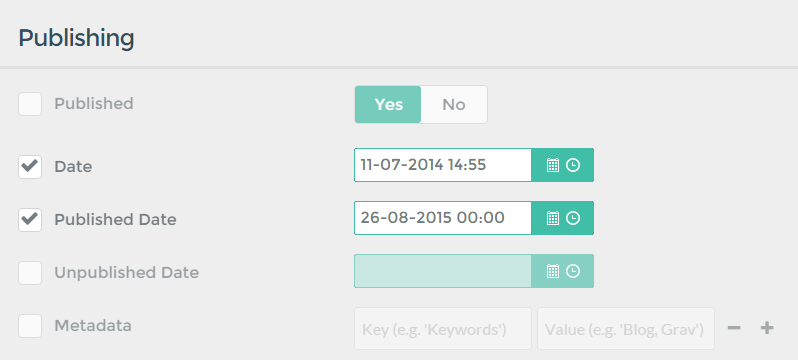 Publishing
Published Yes No
Date 11-07-2014 14:55
Published Date 26-08-2015 00:00
Unpublished Date
Metadata Key (e.g. 'Keywords') Value (e.g. 'Blog, Grav')